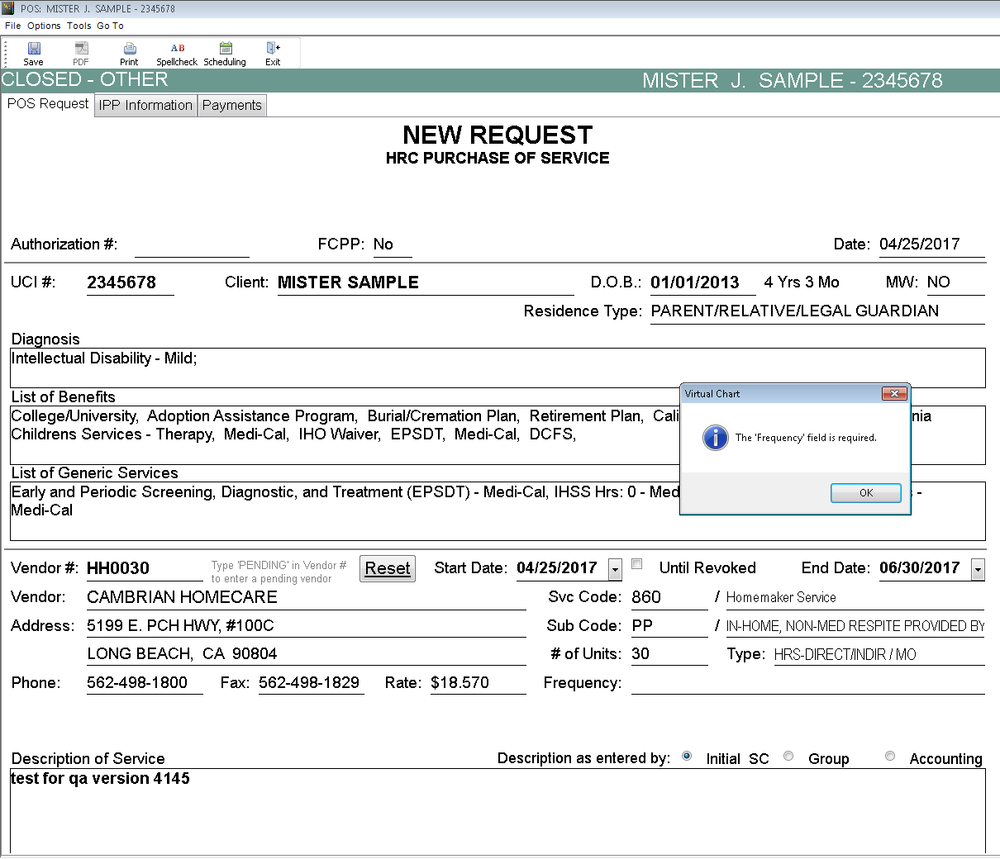 POS: MISTER J. SAMPLE - 2345678
File Options Tools Go To
Save PDF Print Spellcheck Scheduling Exit
CLOSED - OTHER MISTER J. SAMPLE - 2345678
POS Request IPP Information Payments
NEW REQUEST
HRC PURCHASE OF SERVICE
Authorization #: FCPP: No Date: 04/25/2017
UCI #: 2345678 Client: MISTER SAMPLE D.O.B.: 01/01/2013 4 Yrs 3 Mo MW: NO
Residence Type: PARENT/RELATIVE/LEGAL GUARDIAN
Diagnosis
Intellectual Disability - Mild;
List of Benefits
College/University, Adoption Assistance Program, Burial/Cremation Plan, Retirement Plan, Cali nia
Childrens Services - Therapy, Medi-Cal, IHO Waiver, EPSDT, Medi-Cal, DCFS,
List of Generic Services
Early and Periodic Screening, Diagnostic, and Treatment (EPSDT) - Medi-Cal, IHSS Hrs: 0 - Med -
Medi-Cal
Virtual Chart
The 'Frequency' field is required.
OK
Vendor #: HH0030 Type 'PENDING' in Vendor # Reset Start Date: 04/25/2017 Until Revoked End Date: 06/30/2017
to enter a pending vendor
Vendor: CAMBRIAN HOMECARE Svc Code: 860 / Homemaker Service
Address: 5199 E. PCH HWY, #100C Sub Code: PP / IN-HOME, NON-MED RESPITE PROVIDED BY
LONG BEACH, CA 90804 # of Units: 30 Type: HRS-DIRECT/INDIR / MO
Phone: 562-498-1800 Fax: 562-498-1829 Rate: $18.570 Frequency:
Description of Service Description as entered by: Initial SC Group Accounting
test for qa version 4145